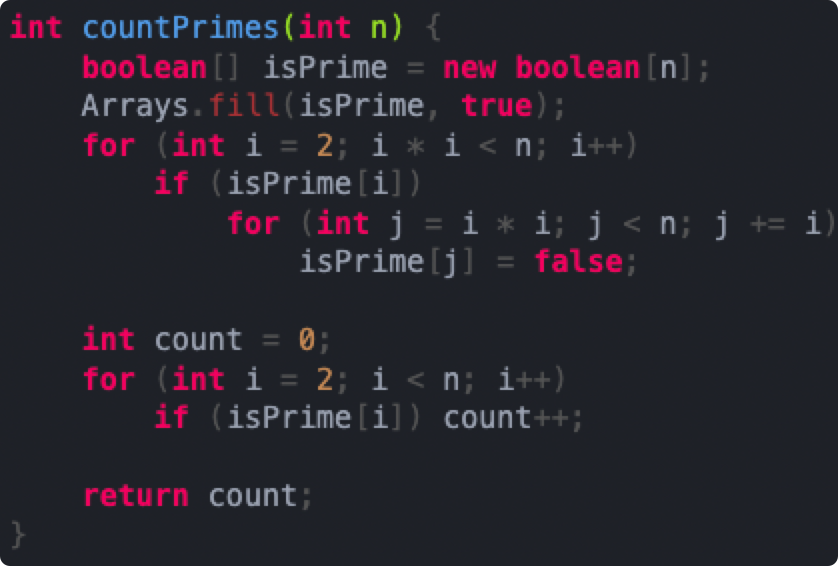 int countPrimes(int n) {
    boolean[] isPrime = new boolean[n];
    Arrays.fill(isPrime, true);
    for (int i = 2; i * i < n; i++)
        if (isPrime[i])
            for (int j = i * i; j < n; j += i)
                isPrime[j] = false;

    int count = 0;
    for (int i = 2; i < n; i++)
        if (isPrime[i]) count++;

    return count;
}